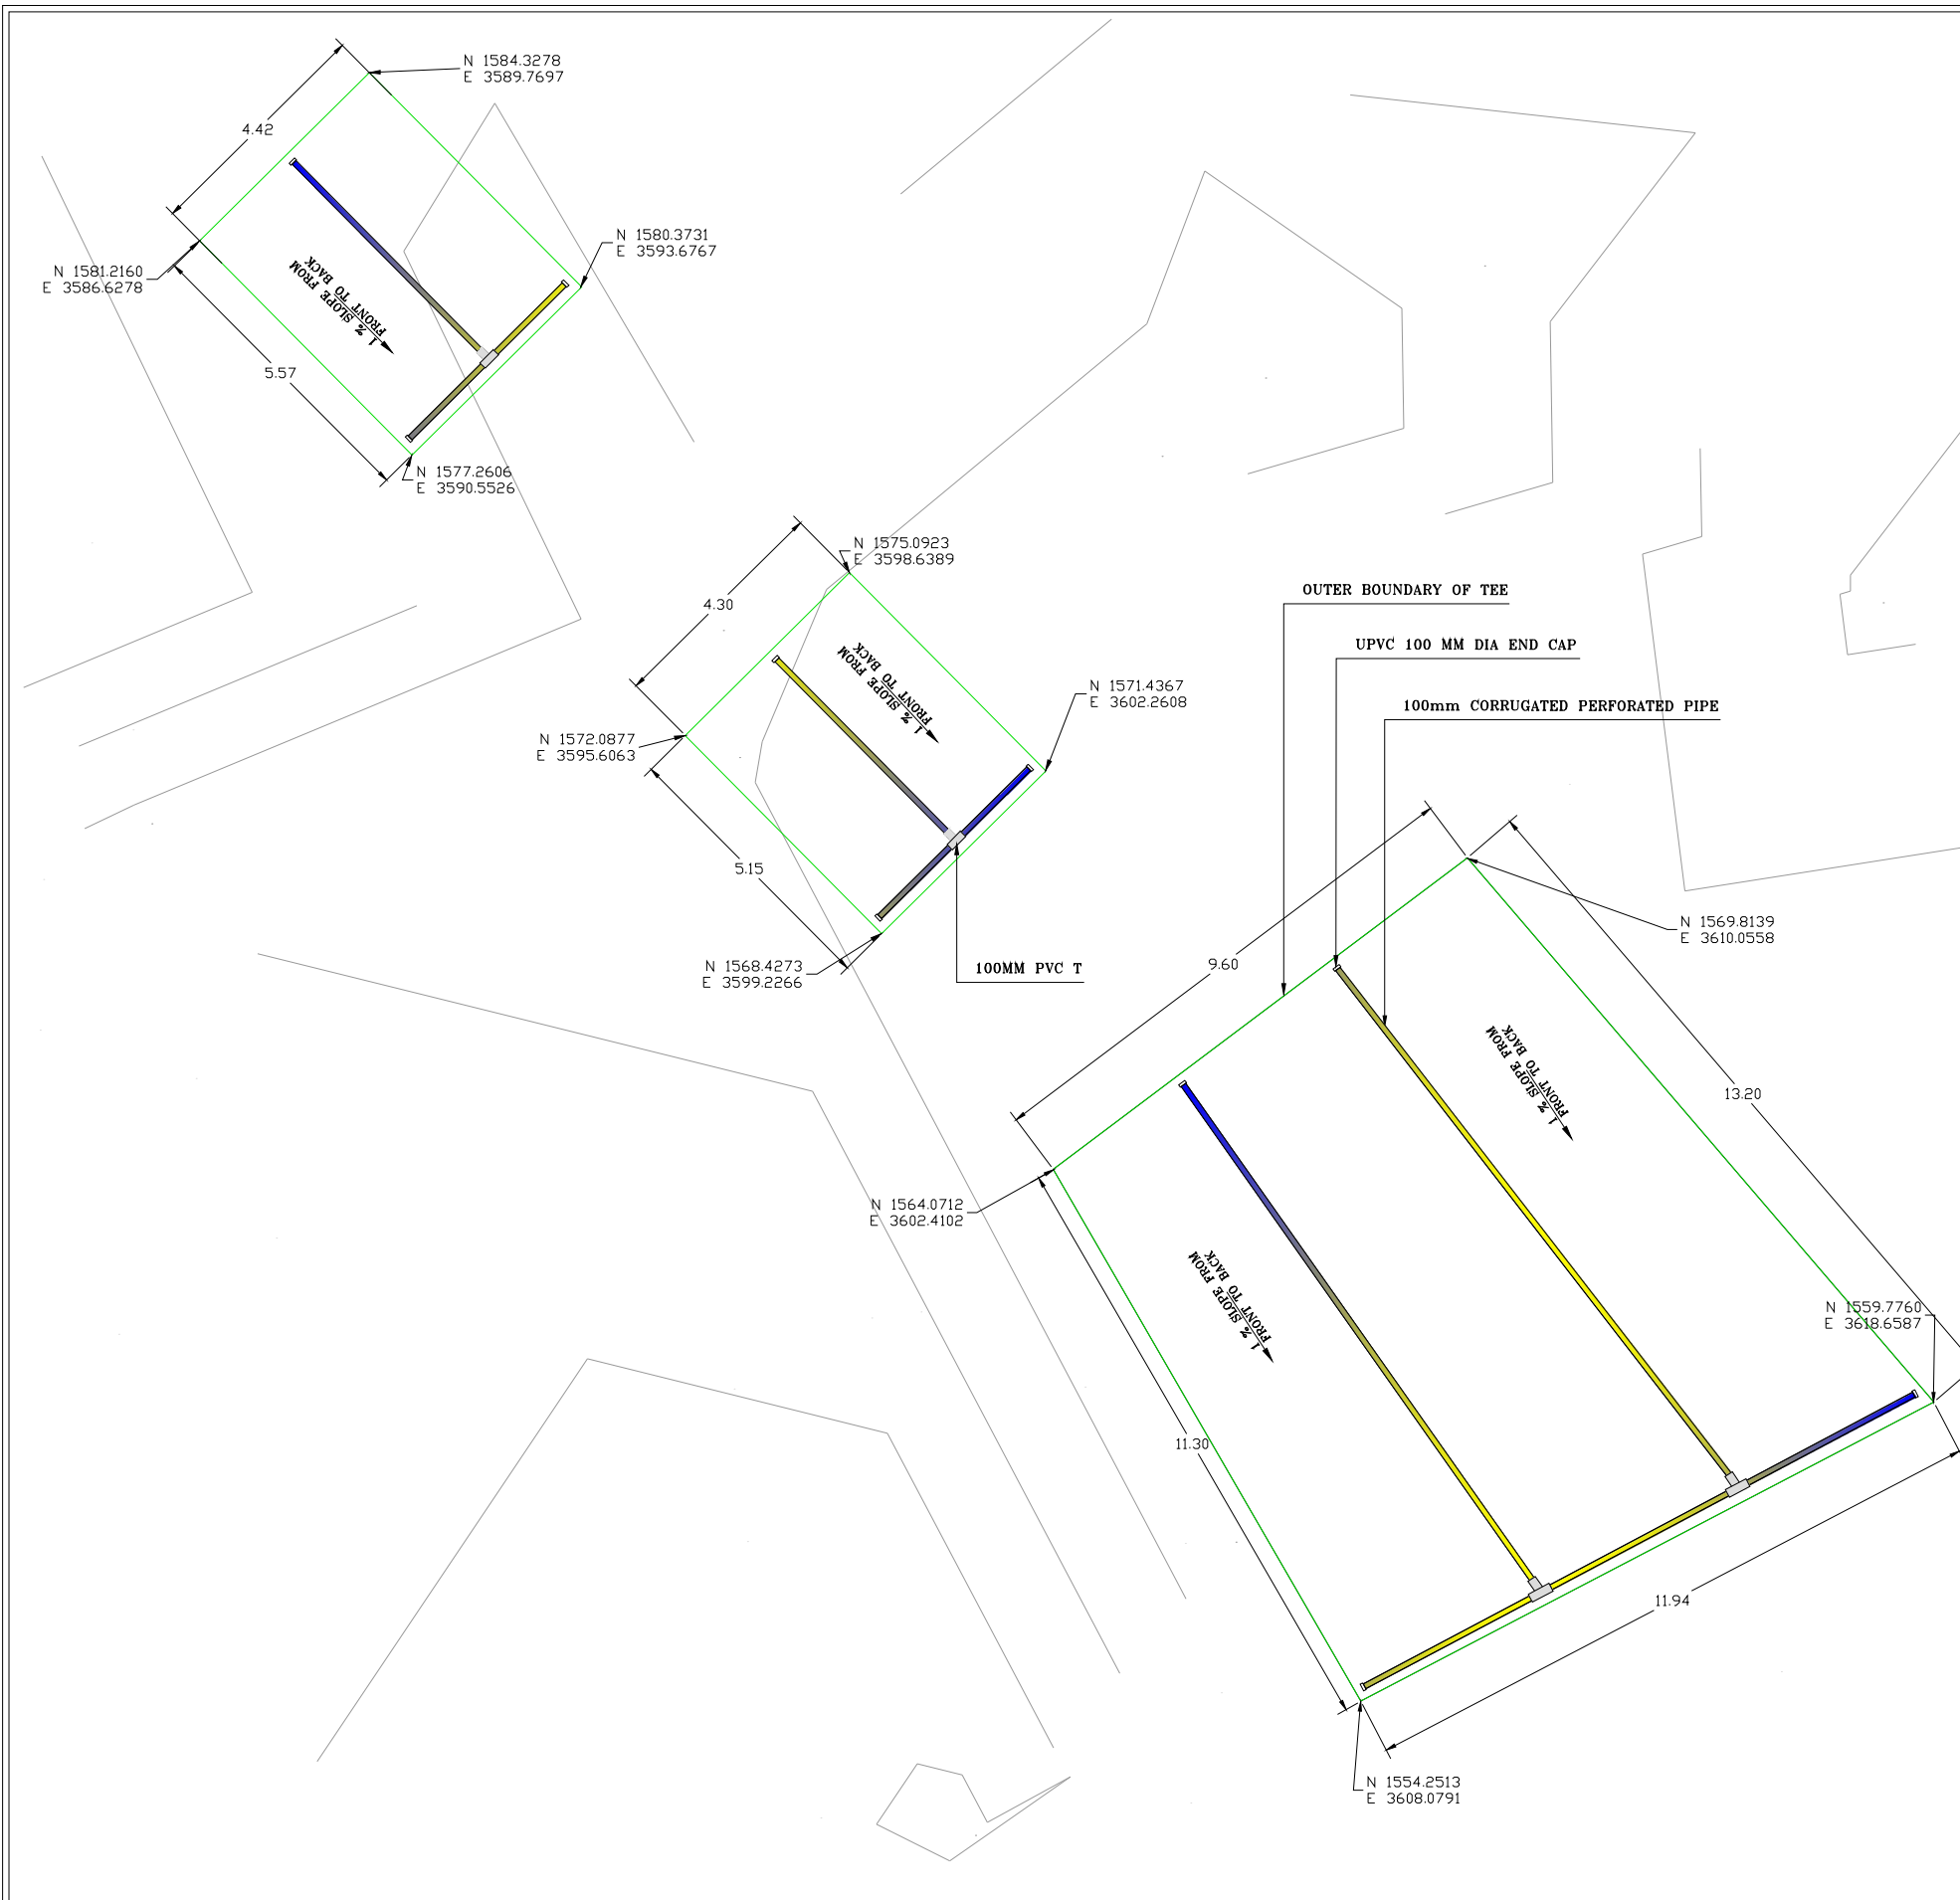 N 1584.3278
E 3589.7697
4.42
N 1580.3731
E 3593.6767
N 1581.2160
E 3586.6278
1 % SLOPE FROM
FRONT TO BACK
5.57
N 1577.2606
E 3590.5526
N 1575.0923
E 3598.6389
4.30
1 % SLOPE FROM
FRONT TO BACK
N 1571.4367
E 3602.2608
N 1572.0877
E 3595.6063
5.15
N 1568.4273
E 3599.2266
100MM PVC T
OUTER BOUNDARY OF TEE
UPVC 100 MM DIA END CAP
100mm CORRUGATED PERFORATED PIPE
N 1569.8139
E 3610.0558
9.60
1 % SLOPE FROM
FRONT TO BACK
13.20
N 1564.0712
E 3602.4102
1 % SLOPE FROM
FRONT TO BACK
N 1559.7760
E 3618.6587
11.30
11.94
N 1554.2513
E 3608.0791